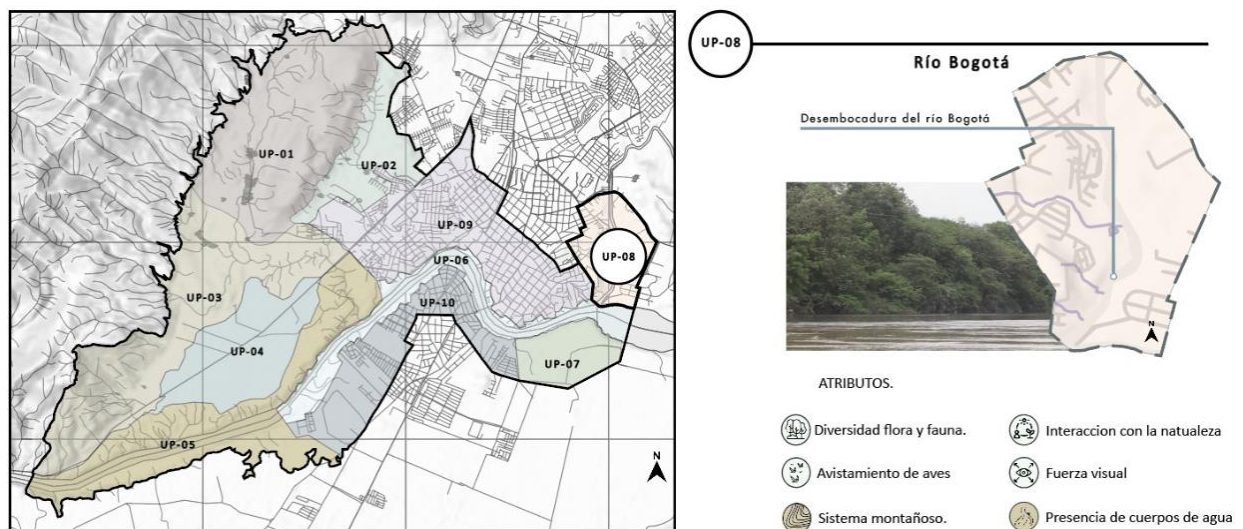 UP-01
UP-02
UP-09
UP-08
UP-06
UP-03
UP-10
UP-04
UP-07
UP-05
N
UP-08
Río Bogotá
Desembocadura del río Bogotá
N
ATRIBUTOS.
Diversidad flora y fauna.
Interaccion con la natualeza
Avistamiento de aves
Fuerza visual
Sistema montañoso.
Presencia de cuerpos de agua